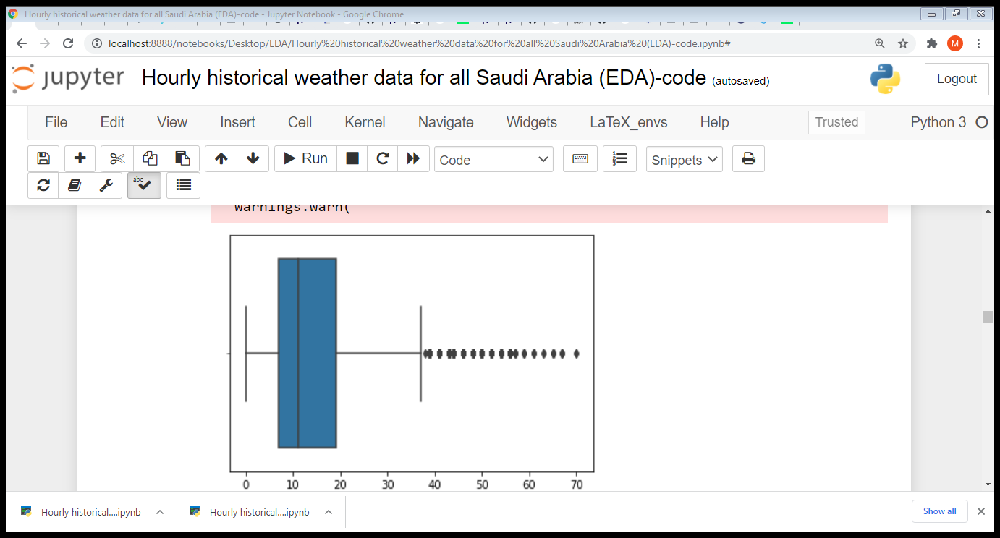 Hourly historical weather data for all Saudi Arabia (EDA)-code - Jupyter Notebook - Google Chrome
localhost:8888/notebooks/Desktop/EDA/Hourly%20historical%20weather%20data%20for%20all%20Saudi%20Arabia%20(EDA)-code.ipynb#
M
jupyter Hourly historical weather data for all Saudi Arabia (EDA)-code (autosaved)
Logout
File Edit View Insert Cell Kernel Navigate Widgets LaTeX_envs Help Trusted Python 3
Run Code Snippets
abc
warnings.warn(
0 10 20 30 40 50 60 70
Hourly historical....ipynb Hourly historical....ipynb Show all